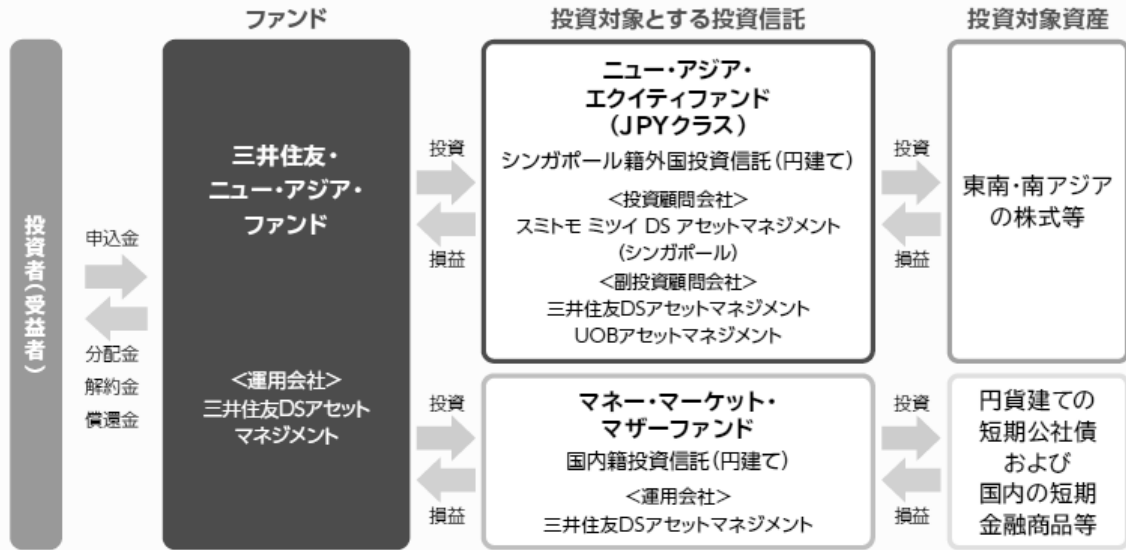 ファンド
投資対象とする投資信託
投資対象資産
投資者(受益者)
申込金
分配金
解約金
償還金
三井住友・
ニュー・アジア・
ファンド
<運用会社>
三井住友DSアセット
マネジメント
投資
損益
ニュー・アジア・
エクイティファンド
(JPYクラス)
シンガポール籍外国投資信託(円建て)
<投資顧問会社>
スミトモ ミツイ DS アセットマネジメント
(シンガポール)
<副投資顧問会社>
三井住友DSアセットマネジメント
UOBアセットマネジメント
投資
損益
東南・南アジア
の株式等
投資
損益
マネー・マーケット・
マザーファンド
国内籍投資信託(円建て)
<運用会社>
三井住友DSアセットマネジメント
投資
損益
円貨建ての
短期公社債
および
国内の短期
金融商品等